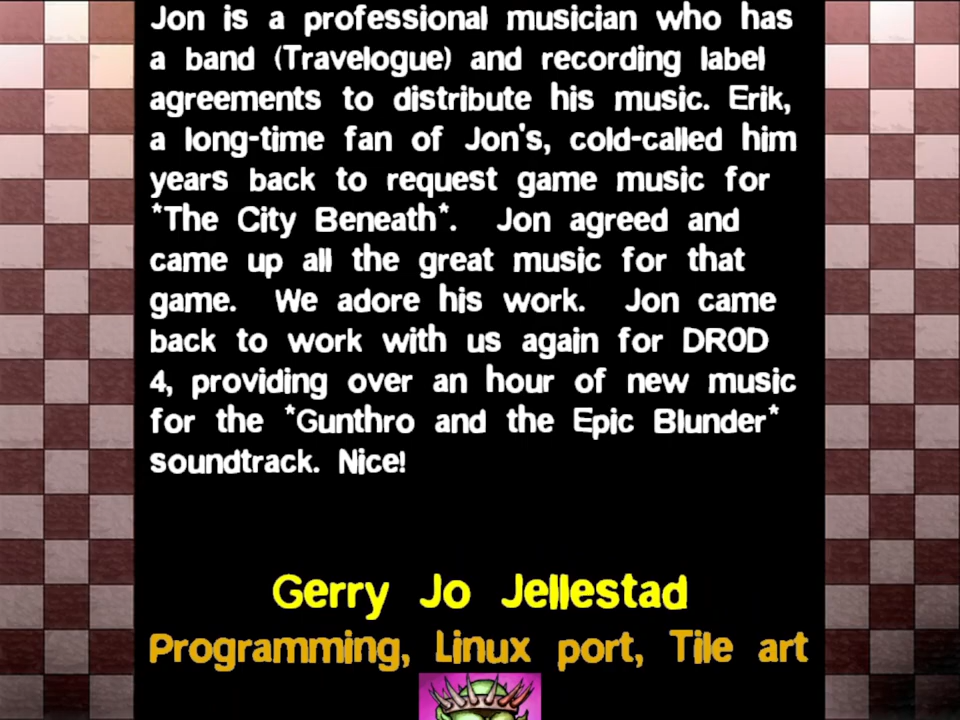 Jon is a professional musician who has
a band (Travelogue) and recording label
agreements to distribute his music. Erik,
a long-time fan of Jon's, cold-called him
years back to request game music for
*The City Beneath*. Jon agreed and
came up all the great music for that
game. We adore his work. Jon came
back to work with us again for DROD
4, providing over an hour of new music
for the *Gunthro and the Epic Blunder*
soundtrack. Nice!
Gerry Jo Jellestad
Programming, Linux port, Tile art